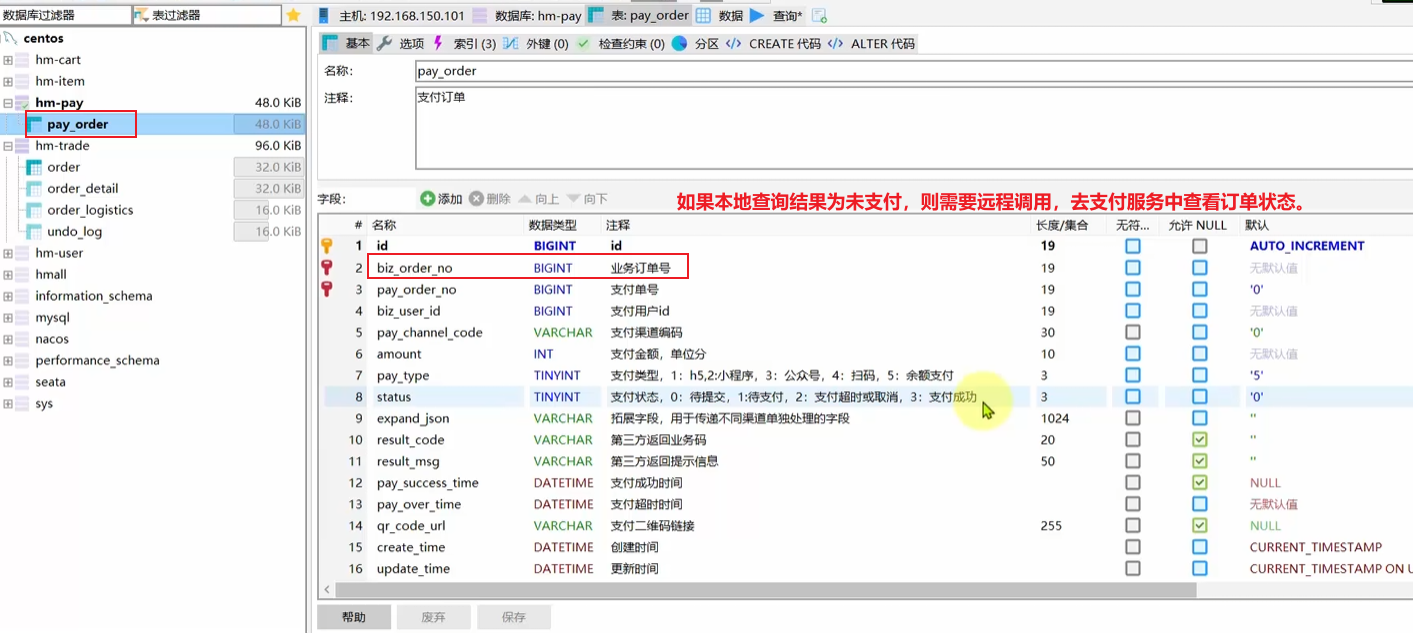 数据库过滤器 表过滤器
主机: 192.168.150.101 数据库: hm-pay 表: pay_order 数据 查询*
centos
hm-cart
hm-item
hm-pay 48.0 KiB
pay_order 48.0 KiB
hm-trade 96.0 KiB
order 32.0 KiB
order_detail 32.0 KiB
order_logistics 16.0 KiB
undo_log 16.0 KiB
hm-user
hmall
information_schema
mysql
nacos
performance_schema
seata
sys
基本 选项 索引 (3) 外键 (0) 检查约束 (0) 分区 CREATE 代码 ALTER 代码
名称: pay_order
注释: 支付订单
字段: 添加 删除 向上 向下
如果本地查询结果为未支付，则需要远程调用，去支付服务中查看订单状态。
# 名称 数据类型 注释 长度/集合 无符... 允许 NULL 默认
1 id BIGINT id 19 AUTO_INCREMENT
2 biz_order_no BIGINT 业务订单号 19 无默认值
3 pay_order_no BIGINT 支付单号 19 '0'
4 biz_user_id BIGINT 支付用户id 19 无默认值
5 pay_channel_code VARCHAR 支付渠道编码 30 '0'
6 amount INT 支付金额，单位分 10 无默认值
7 pay_type TINYINT 支付类型，1：h5,2:小程序，3：公众号，4：扫码，5：余额支付 3 '5'
8 status TINYINT 支付状态，0：待提交，1:待支付，2：支付超时或取消，3：支付成功 3 '0'
9 expand_json VARCHAR 拓展字段，用于传递不同渠道单独处理的字段 1024 ''
10 result_code VARCHAR 第三方返回业务码 20 ''
11 result_msg VARCHAR 第三方返回提示信息 50 ''
12 pay_success_time DATETIME 支付成功时间 NULL
13 pay_over_time DATETIME 支付超时时间 无默认值
14 qr_code_url VARCHAR 支付二维码链接 255 NULL
15 create_time DATETIME 创建时间 CURRENT_TIMESTAMP
16 update_time DATETIME 更新时间 CURRENT_TIMESTAMP ON U
帮助 废弃 保存